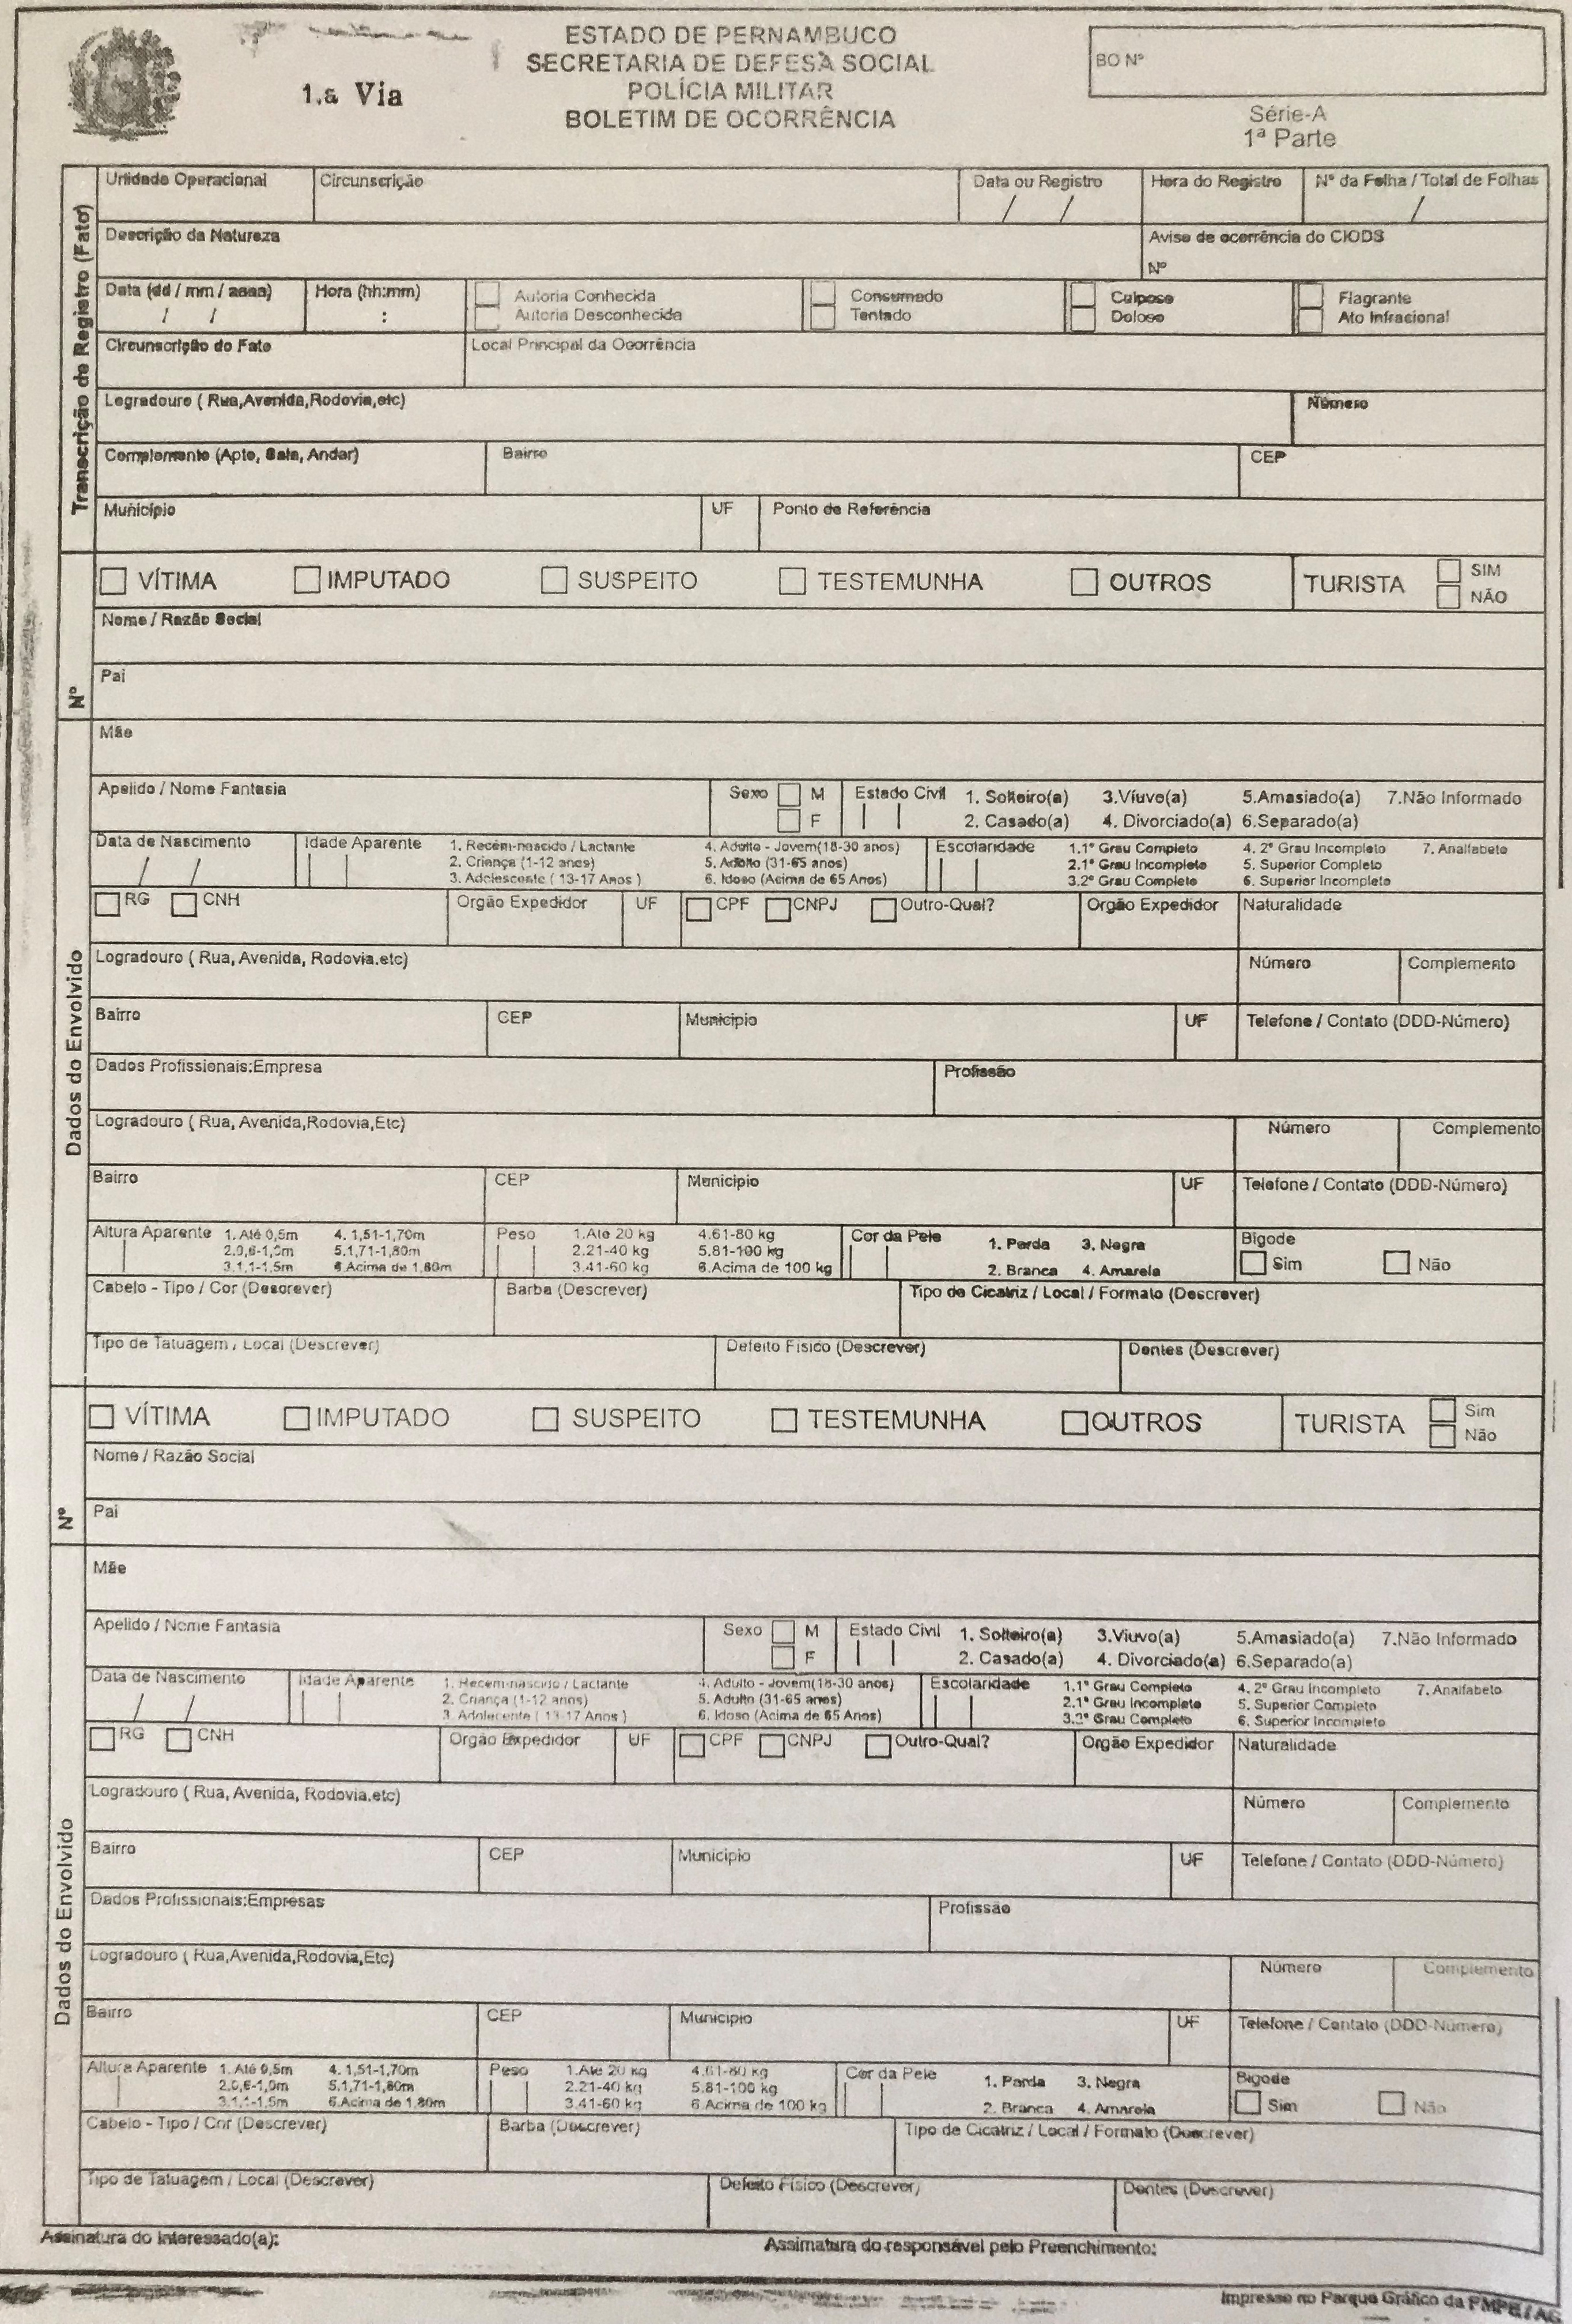 ESTADO DE PERNAMBUCO
SECRETARIA DE DEFESA SOCIAL
POLÍCIA MILITAR
BOLETIM DE OCORRÊNCIA
1.a Via
BO Nº
Série-A
1ª Parte
Transcrição de Registro (Fato)
Unidade Operacional Circunscrição Data ou Registro Hora do Registro Nº da Folha / Total de Folhas
/ / /
Descrição da Natureza Aviso de ocorrência do CIODS
Nº
Data (dd / mm / aaaa) Hora (hh:mm) Autoria Conhecida Consumado Culposo Flagrante
/ / : Autoria Desconhecida Tentado Doloso Ato Infracional
Circunscrição do Fato Local Principal da Ocorrência
Logradouro ( Rua,Avenida,Rodovia,etc) Número
Complemento (Apto, Sala, Andar) Bairro CEP
Município UF Ponto de Referência
Nº
VÍTIMA IMPUTADO SUSPEITO TESTEMUNHA OUTROS TURISTA SIM
NÃO
Nome / Razão Social
Pai
Dados do Envolvido
Mãe
Apelido / Nome Fantasia Sexo M Estado Civil 1. Solteiro(a) 3.Viuvo(a) 5.Amasiado(a) 7.Não Informado
F 2. Casado(a) 4. Divorciado(a) 6.Separado(a)
Data de Nascimento Idade Aparente 1. Recém-nascido / Lactante 4. Adulto - Jovem(18-30 anos) Escolaridade 1.1º Grau Completo 4. 2º Grau Incompleto 7. Analfabeto
/ / 2. Criança (1-12 anos) 5. Adulto (31-65 anos) 2.1º Grau Incompleto 5. Superior Completo
3. Adolescente ( 13-17 Anos ) 6. Idoso (Acima de 65 Anos) 3.2º Grau Completo 6. Superior Incompleto
RG CNH Orgão Expedidor UF CPF CNPJ Outro-Qual? Orgão Expedidor Naturalidade
Logradouro ( Rua, Avenida, Rodovia.etc) Número Complemento
Bairro CEP Municipio UF Telefone / Contato (DDD-Número)
Dados Profissionais:Empresa Profissão
Logradouro ( Rua, Avenida,Rodovia,Etc) Número Complemento
Bairro CEP Municipio UF Telefone / Contato (DDD-Número)
Altura Aparente 1. Até 0,5m 4. 1,51-1,70m Peso 1.Ate 20 kg 4.61-80 kg Cor da Pele 1. Parda 3. Negra Bigode
2.0,6-1,0m 5.1,71-1,80m 2.21-40 kg 5.81-100 kg 2. Branca 4. Amarela Sim Não
3.1,1-1,5m 6.Acima de 1,80m 3.41-60 kg 6.Acima de 100 kg
Cabelo - Tipo / Cor (Descrever) Barba (Descrever) Tipo de Cicatriz / Local / Formato (Descrever)
Tipo de Tatuagem / Local (Descrever) Defeito Físico (Descrever) Dentes (Descrever)
Nº
VÍTIMA IMPUTADO SUSPEITO TESTEMUNHA OUTROS TURISTA Sim
Não
Nome / Razão Social
Pai
Dados do Envolvido
Mãe
Apelido / Nome Fantasia Sexo M Estado Civil 1. Solteiro(a) 3.Viuvo(a) 5.Amasiado(a) 7.Não Informado
F 2. Casado(a) 4. Divorciado(a) 6.Separado(a)
Data de Nascimento Idade Aparente 1. Recém-nascido / Lactante 4. Adulto - Jovem(18-30 anos) Escolaridade 1.1º Grau Completo 4. 2º Grau Incompleto 7. Analfabeto
/ / 2. Criança (1-12 anos) 5. Adulto (31-65 anos) 2.1º Grau Incompleto 5. Superior Completo
3. Adolecente ( 13-17 Anos ) 6. Idoso (Acima de 65 Anos) 3.2º Grau Completo 6. Superior Incompleto
RG CNH Orgão Expedidor UF CPF CNPJ Outro-Qual? Orgão Expedidor Naturalidade
Logradouro ( Rua, Avenida, Rodovia.etc) Número Complemento
Bairro CEP Municipio UF Telefone / Contato (DDD-Número)
Dados Profissionais:Empresas Profissão
Logradouro ( Rua,Avenida,Rodovia,Etc) Número Complemento
Bairro CEP Municipio UF Telefone / Contato (DDD-Número)
Altura Aparente 1. Até 0,5m 4. 1,51-1,70m Peso 1.Ate 20 kg 4.61-80 kg Cor da Pele 1. Parda 3. Negra Bigode
2.0,6-1,0m 5.1,71-1,80m 2.21-40 kg 5.81-100 kg 2. Branca 4. Amarela Sim Não
3.1,1-1,5m 6.Acima de 1,80m 3.41-60 kg 6.Acima de 100 kg
Cabelo - Tipo / Cor (Descrever) Barba (Descrever) Tipo de Cicatriz / Local / Formato (Descrever)
Tipo de Tatuagem / Local (Descrever) Defeito Físico (Descrever) Dentes (Descrever)
Assinatura do Interessado(a): Assimatura do responsável pelo Preenchimento:
Impresso no Parque Gráfico da PMPE / AG